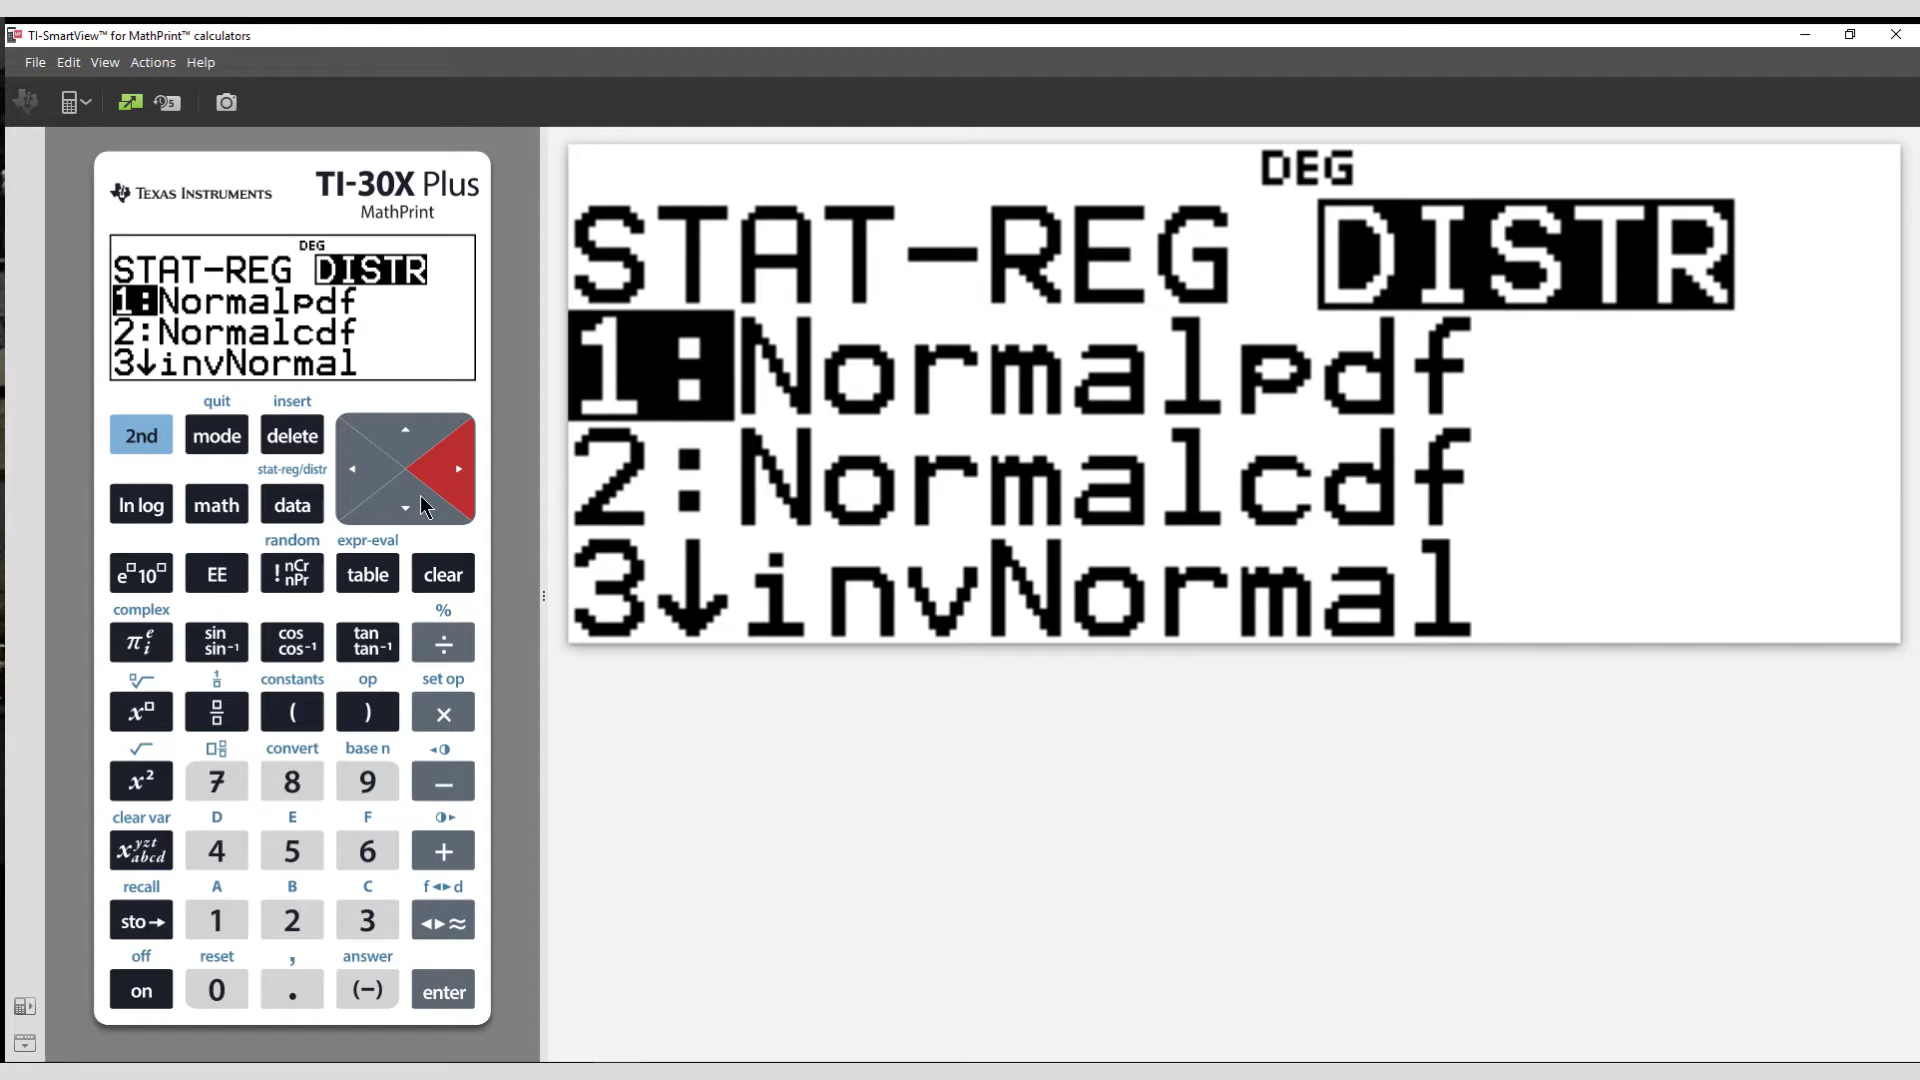 TI-SmartView™ for MathPrint™ calculators
File Edit View Actions Help
TEXAS INSTRUMENTS
TI-30X Plus
MathPrint
DEG
STAT-REG DISTR
1:Normalpdf
2:Normalcdf
3↓invNormal
quit insert
2nd mode delete
stat-reg/distr
ln log math data
random expr-eval
e□10□ EE ! nCr nPr table clear
complex %
π e i sin sin-1 cos cos-1 tan tan-1 ÷
□√ 1/□ constants op set op
x□ □/□ ( ) ×
√ □□/□ convert base n ◂◑
x² 7 8 9 −
clear var D E F ◑▸
x yzt abcd 4 5 6 +
recall A B C f◂▸d
sto→ 1 2 3 ◂▸≈
off reset , answer
on 0 . (−) enter
DEG
STAT-REG DISTR
1:Normalpdf
2:Normalcdf
3↓invNormal